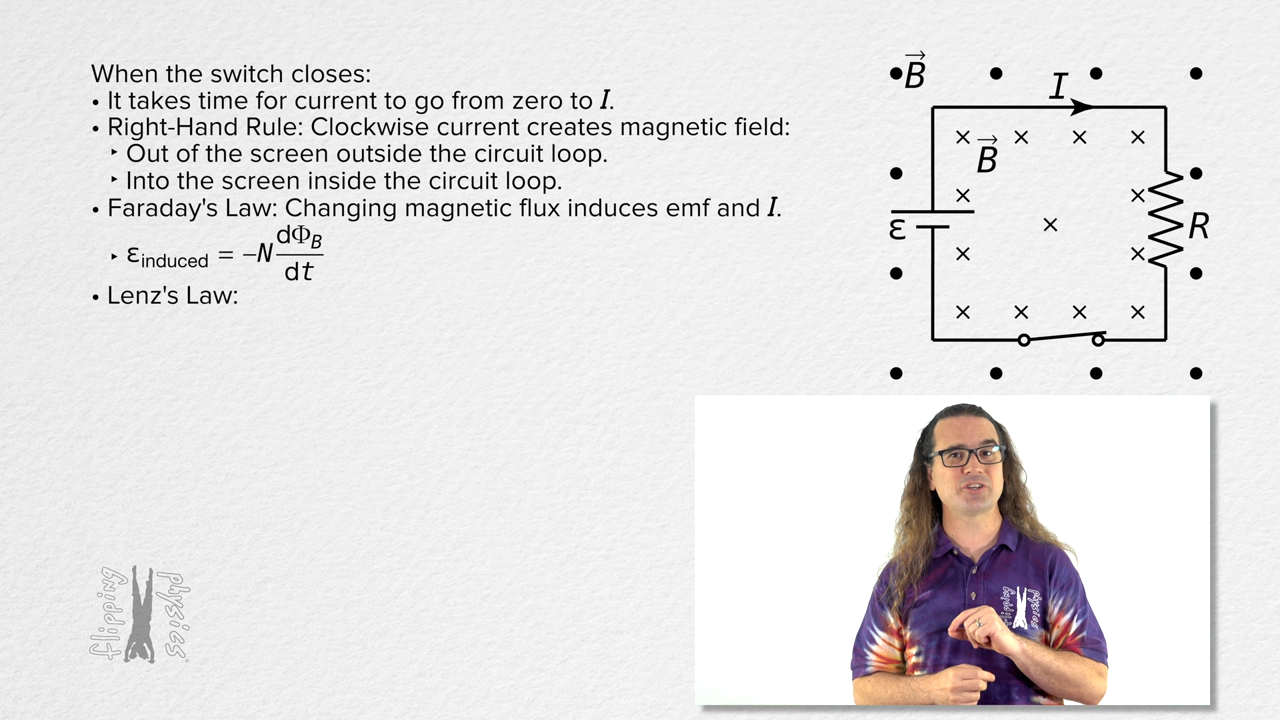 When the switch closes:
• It takes time for current to go from zero to I.
• Right-Hand Rule: Clockwise current creates magnetic field:
‣ Out of the screen outside the circuit loop.
‣ Into the screen inside the circuit loop.
• Faraday's Law: Changing magnetic flux induces emf and I.
‣ εinduced = –N dΦB/dt
• Lenz's Law:
B
I
B
ε
R
flipping physics
flipping physics